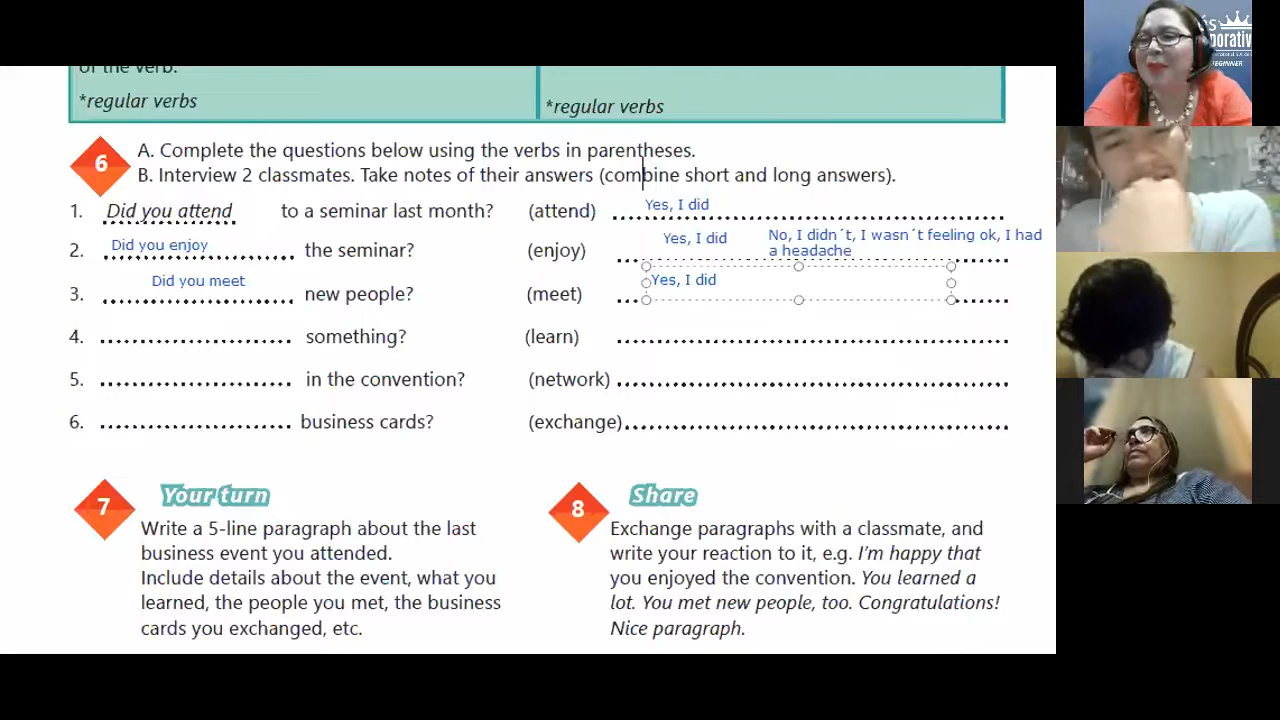 of the verb.
*regular verbs
*regular verbs
6
A. Complete the questions below using the verbs in parentheses.
B. Interview 2 classmates. Take notes of their answers (combine short and long answers).
1. Did you attend to a seminar last month? (attend) Yes, I did
2. Did you enjoy the seminar? (enjoy) Yes, I did No, I didn´t, I wasn´t feeling ok, I had
a headache
3. Did you meet new people? (meet) Yes, I did
4. something? (learn)
5. in the convention? (network)
6. business cards? (exchange)
7 Your turn
Write a 5-line paragraph about the last
business event you attended.
Include details about the event, what you
learned, the people you met, the business
cards you exchanged, etc.
8 Share
Exchange paragraphs with a classmate, and
write your reaction to it, e.g. I'm happy that
you enjoyed the convention. You learned a
lot. You met new people, too. Congratulations!
Nice paragraph.